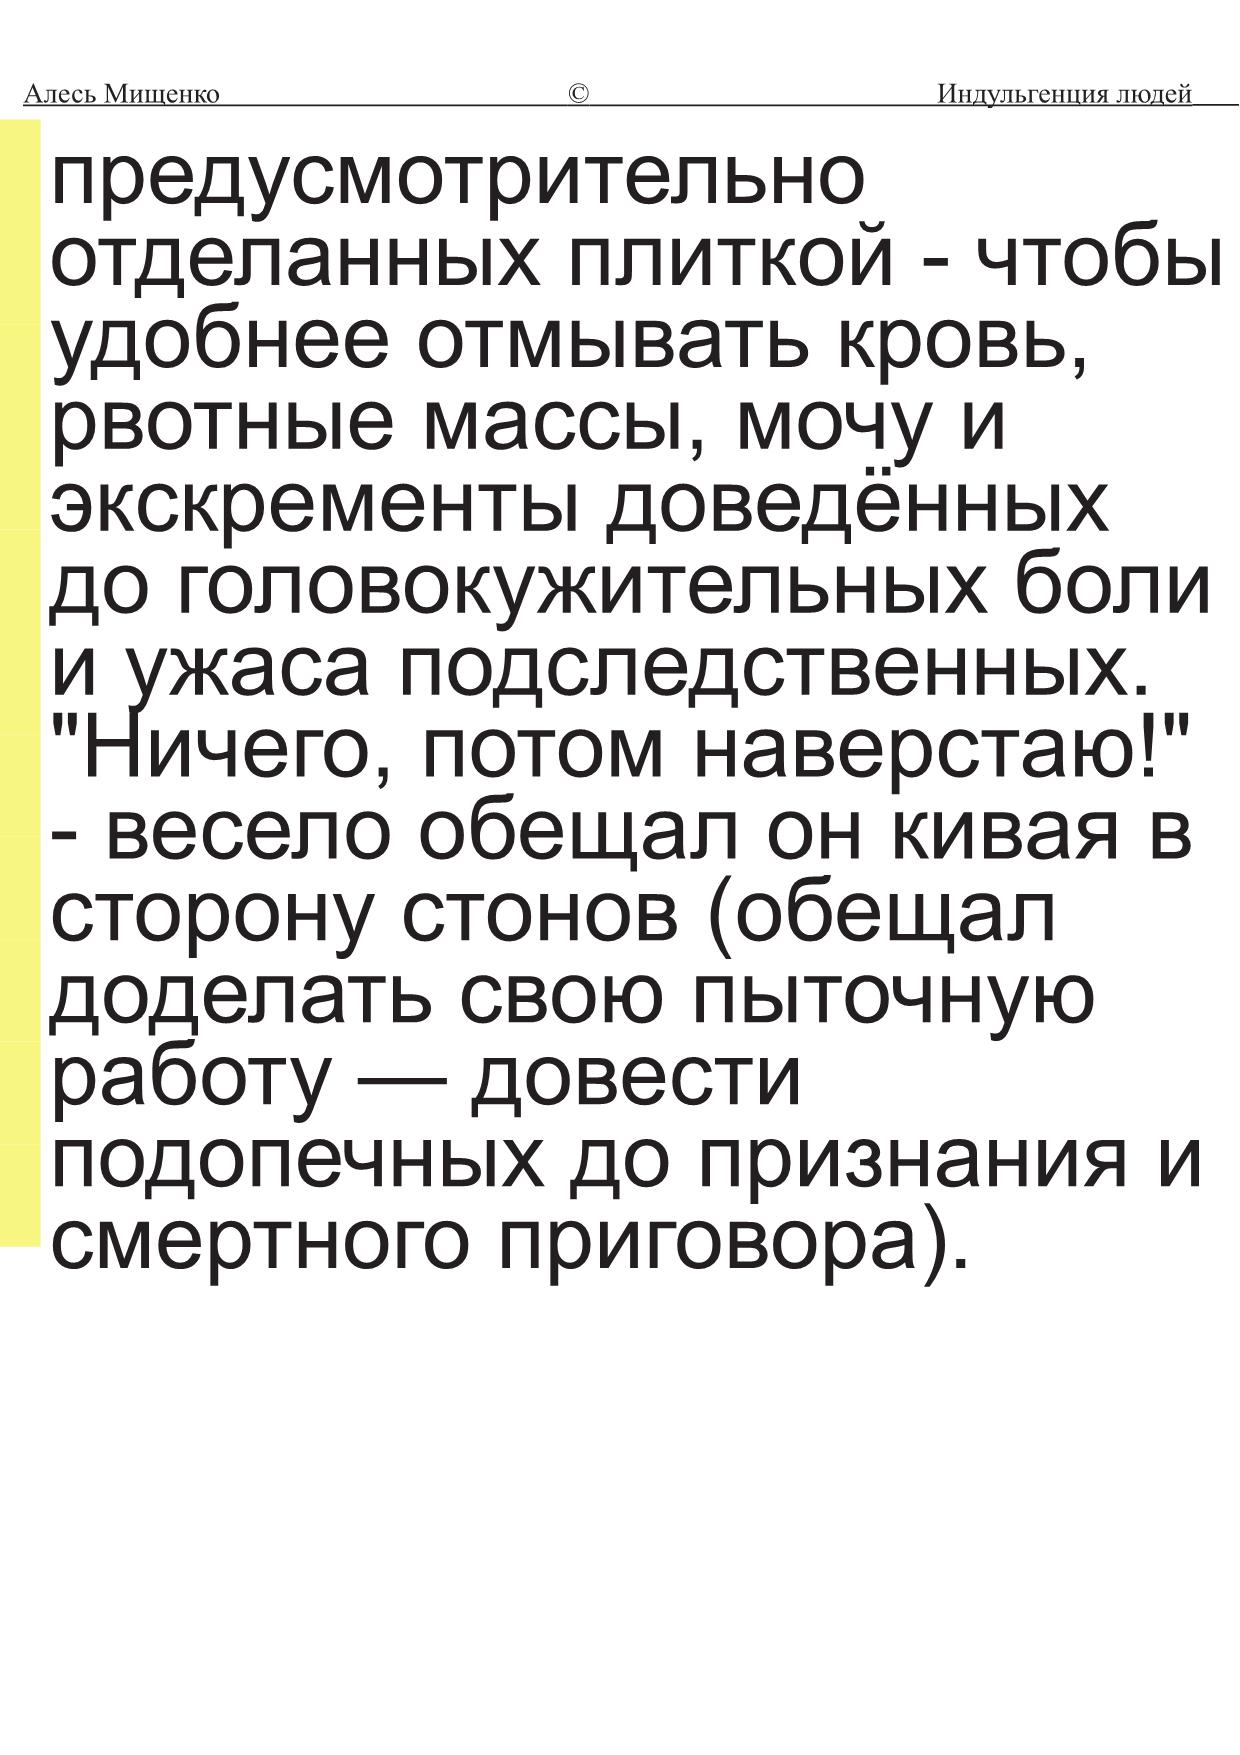 Алесь Мищенко © Индульгенция людей
предусмотрительно
отделанных плиткой - чтобы
удобнее отмывать кровь,
рвотные массы, мочу и
экскременты доведённых
до головокужительных боли
и ужаса подследственных.
"Ничего, потом наверстаю!"
- весело обещал он кивая в
сторону стонов (обещал
доделать свою пыточную
работу — довести
подопечных до признания и
смертного приговора).